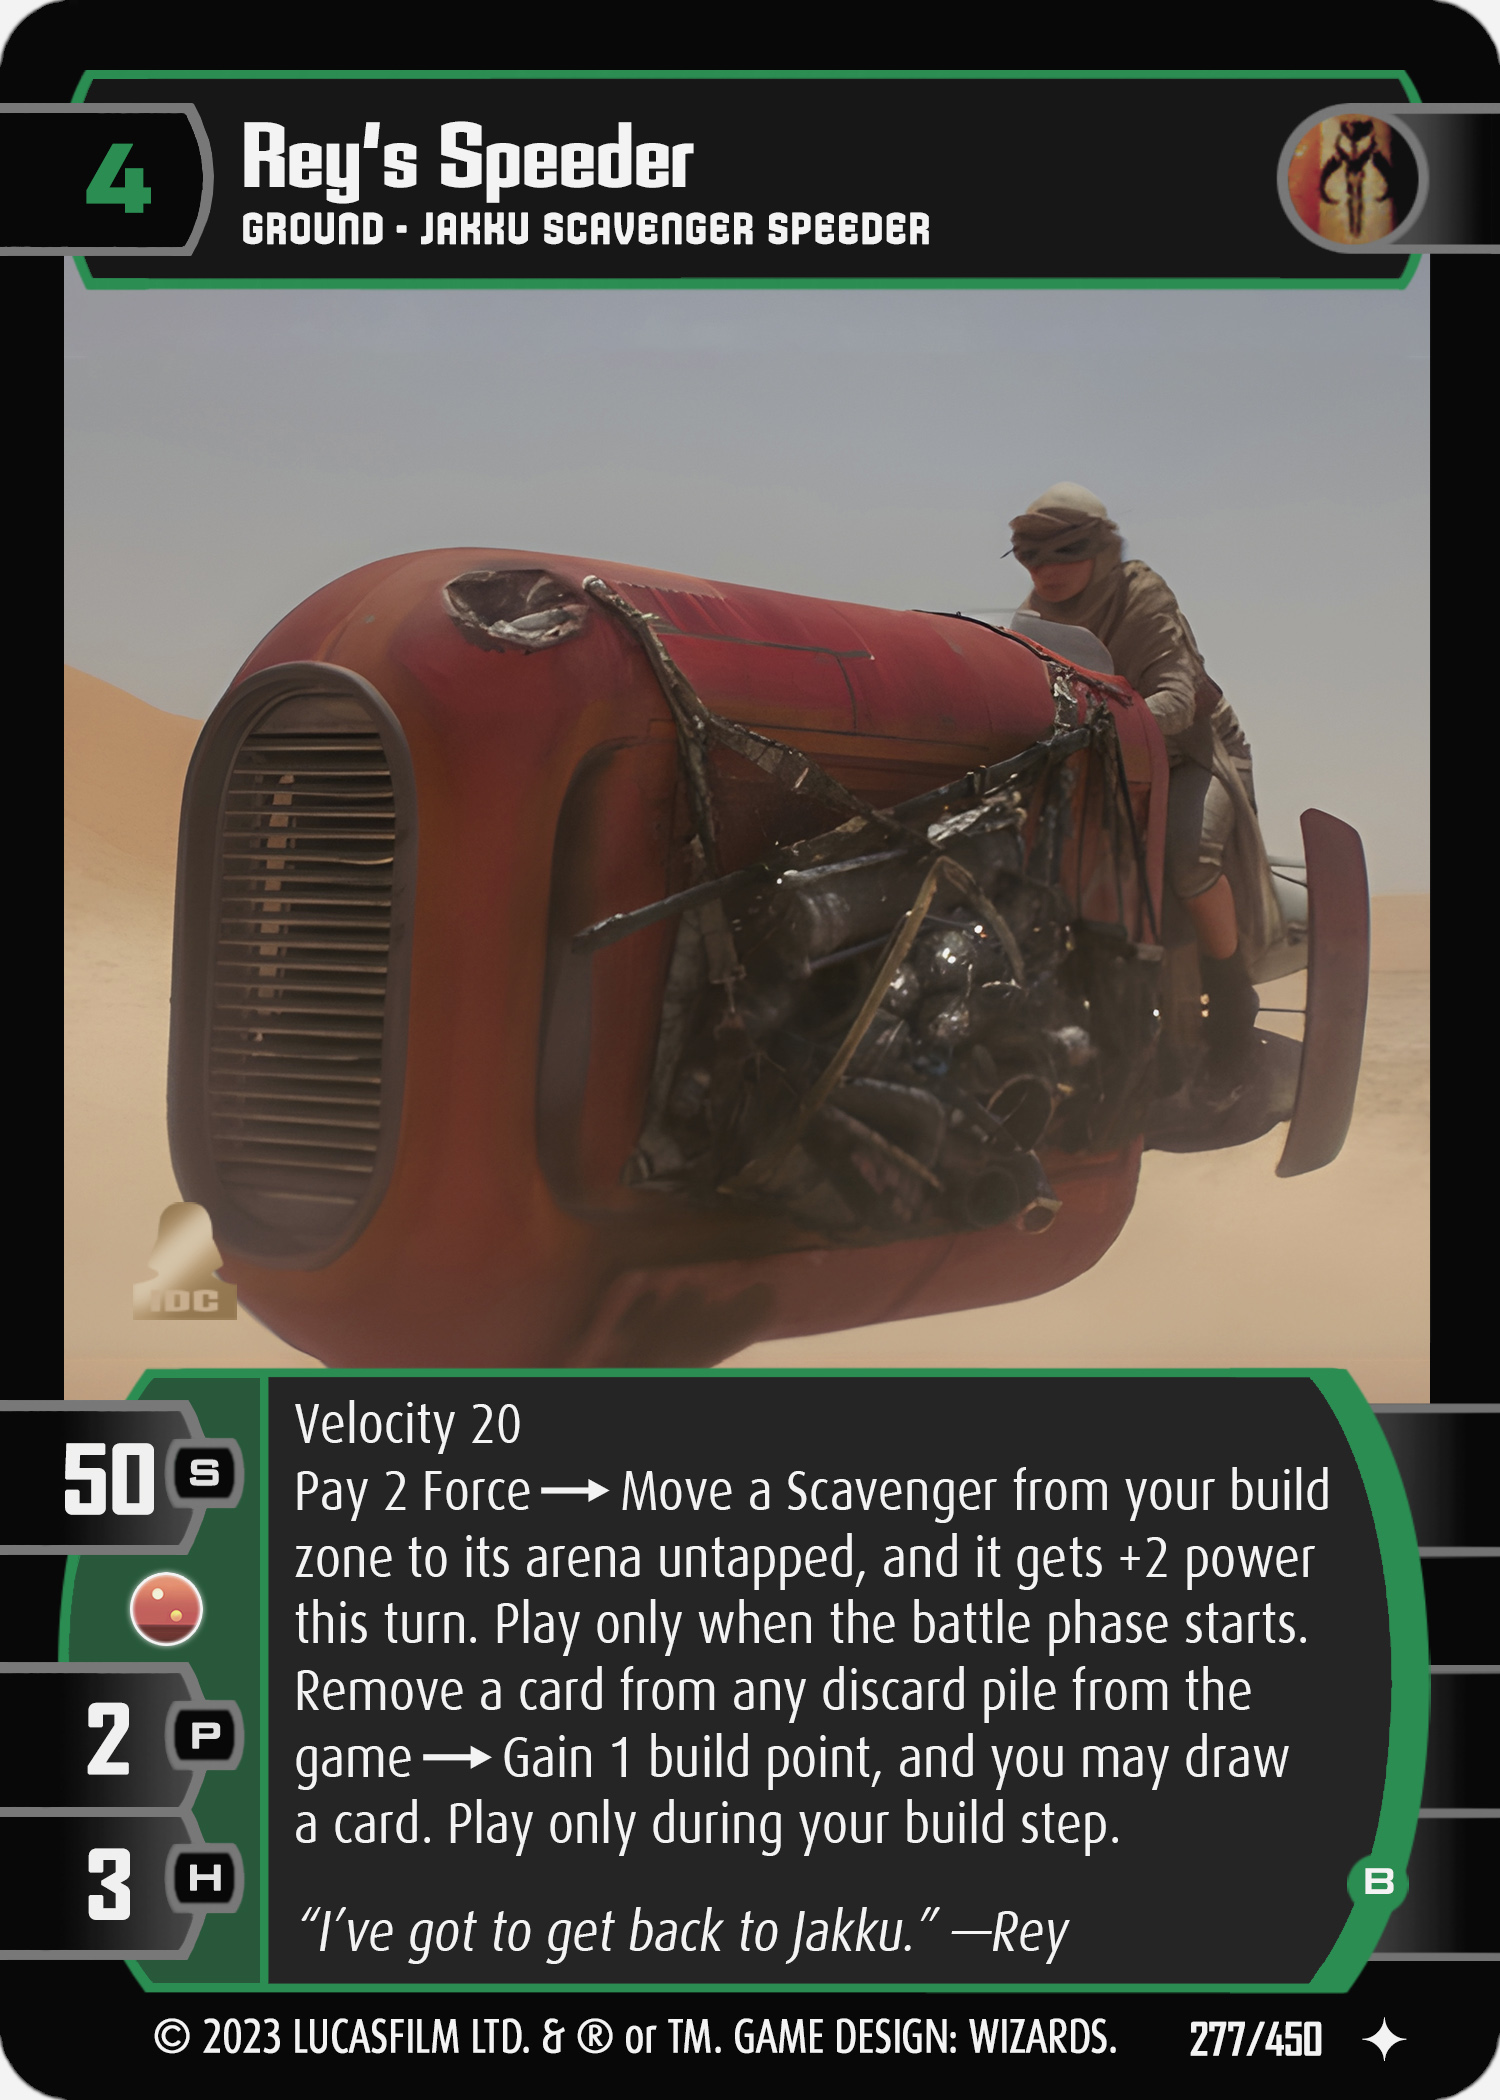 4
Rey's Speeder
GROUND - JAKKU SCAVENGER SPEEDER
IDC
50 S
2 P
3 H
Velocity 20
Pay 2 Force → Move a Scavenger from your build
zone to its arena untapped, and it gets +2 power
this turn. Play only when the battle phase starts.
Remove a card from any discard pile from the
game → Gain 1 build point, and you may draw
a card. Play only during your build step.
“I’ve got to get back to Jakku.” —Rey
B
© 2023 LUCASFILM LTD. & ® or TM. GAME DESIGN: WIZARDS. 277/450